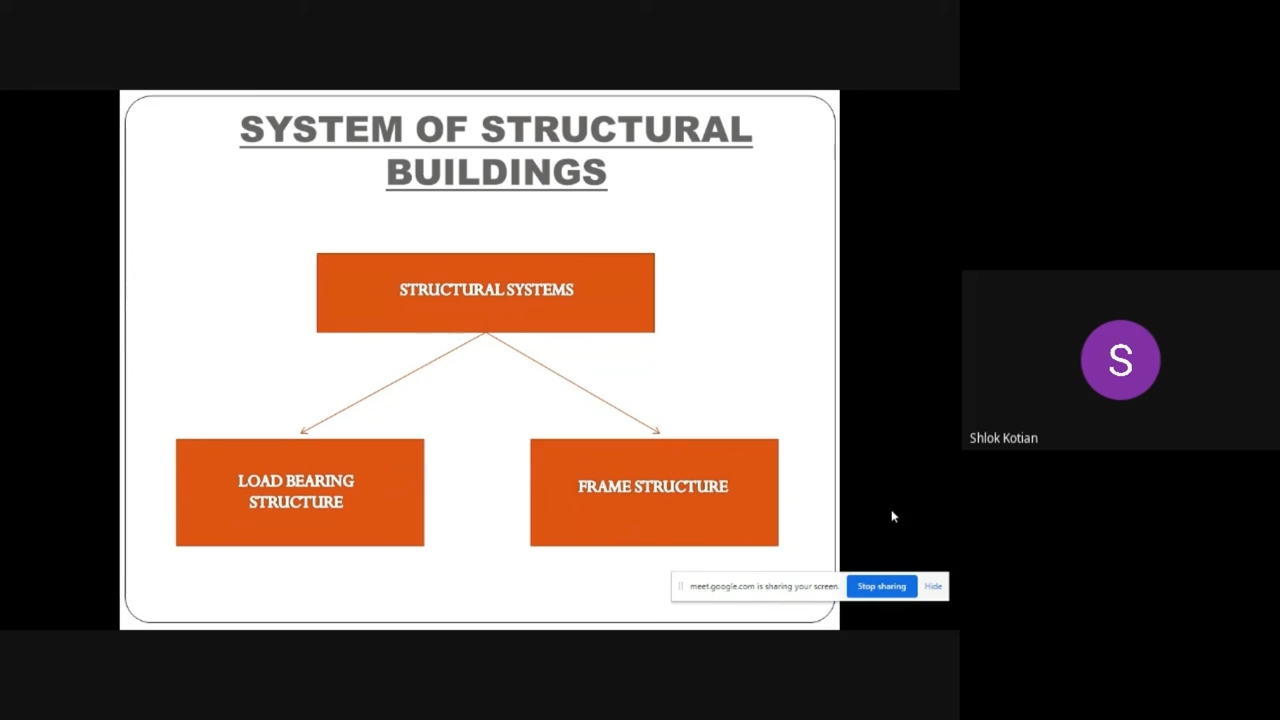 SYSTEM OF STRUCTURAL
BUILDINGS
STRUCTURAL SYSTEMS
LOAD BEARING
STRUCTURE
FRAME STRUCTURE
S
Shlok Kotian
meet.google.com is sharing your screen.
Stop sharing
Hide